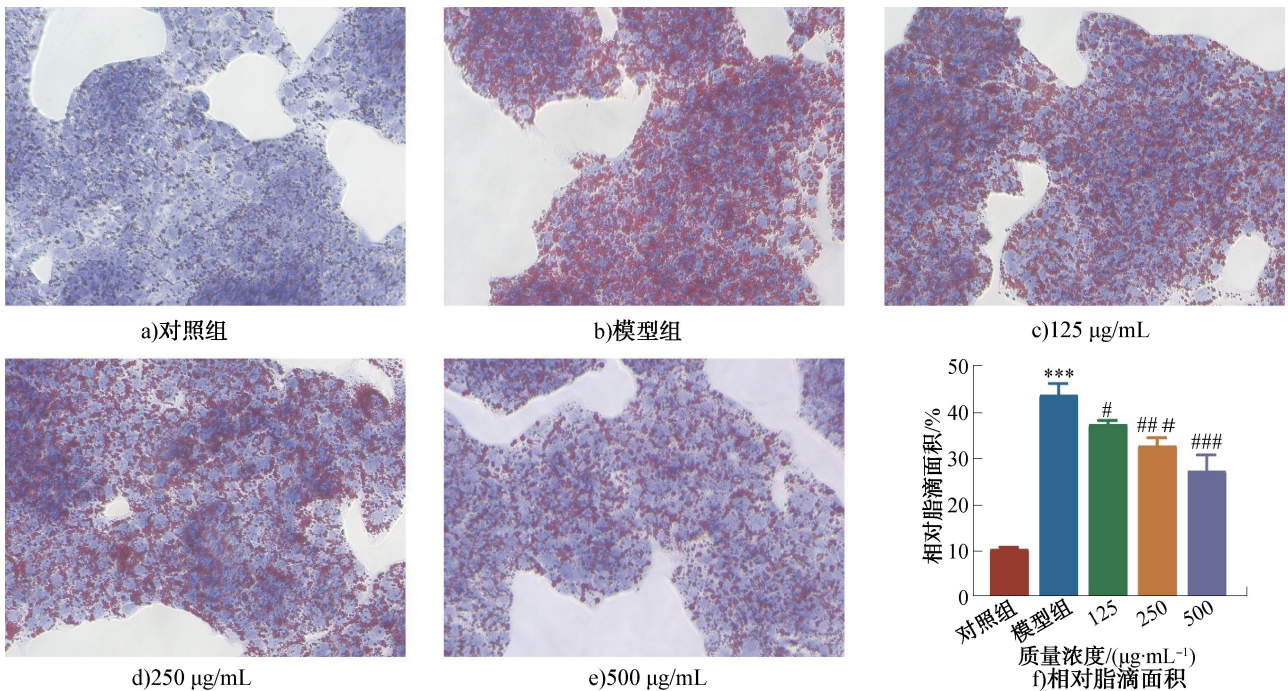 a)对照组
b)模型组
c)125 μg/mL
d)250 μg/mL
e)500 μg/mL
相对脂滴面积/%
50
40
30
20
10
0
***
#
## #
###
对照组
模型组
125
250
500
质量浓度/(μg·mL⁻¹)
f)相对脂滴面积